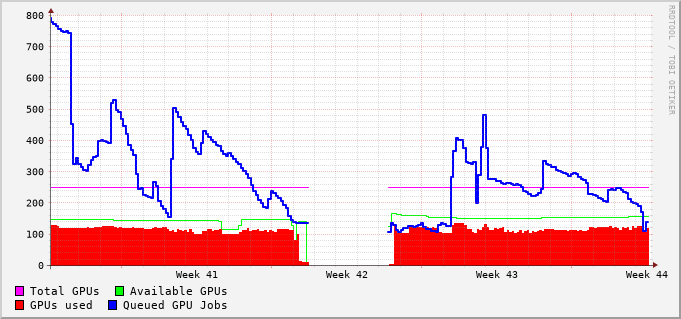 800
700
600
500
400
300
200
100
0
Week 41 Week 42 Week 43 Week 44
Total GPUs Available GPUs
GPUs used Queued GPU Jobs
RRDTOOL / TOBI OETIKER